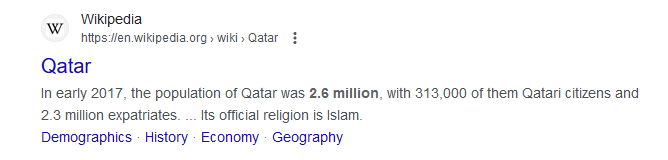 W
Wikipedia
https://en.wikipedia.org › wiki › Qatar
Qatar
In early 2017, the population of Qatar was 2.6 million, with 313,000 of them Qatari citizens and
2.3 million expatriates. ... Its official religion is Islam.
Demographics · History · Economy · Geography